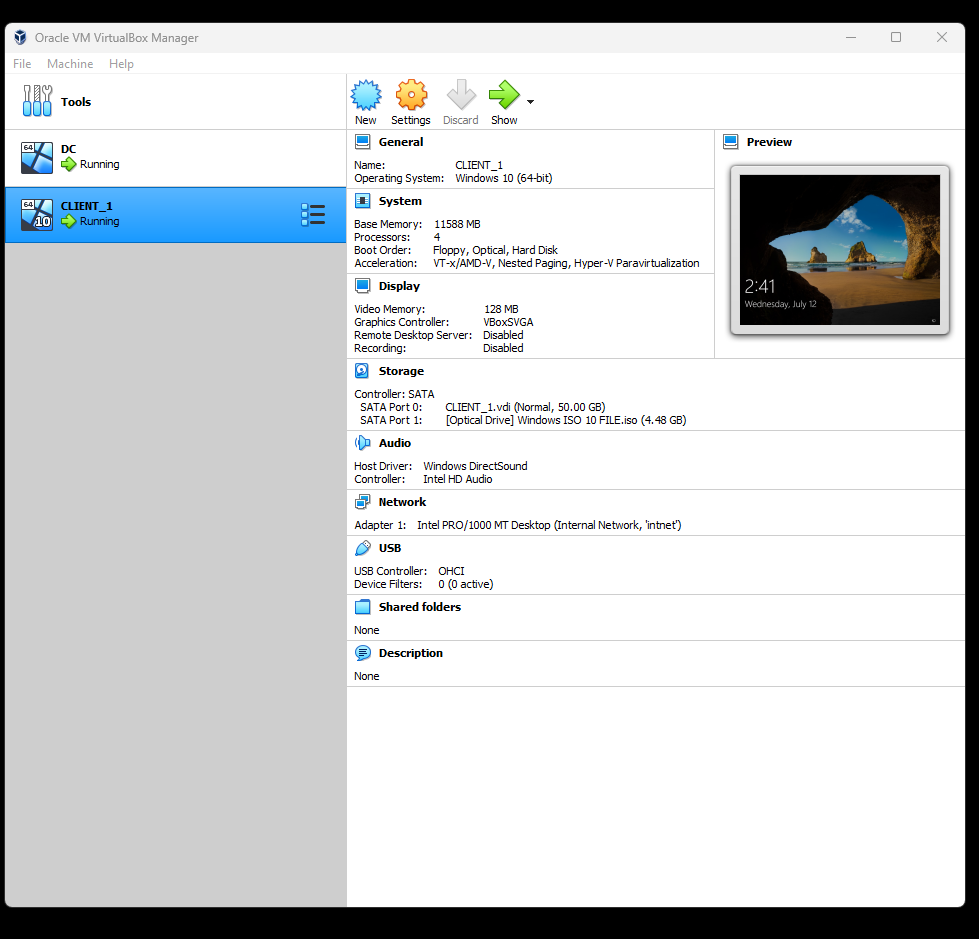 Oracle VM VirtualBox Manager
File Machine Help
Tools
New Settings Discard Show
64
DC
Running
64
10
CLIENT_1
Running
General
Name: CLIENT_1
Operating System: Windows 10 (64-bit)
System
Base Memory: 11588 MB
Processors: 4
Boot Order: Floppy, Optical, Hard Disk
Acceleration: VT-x/AMD-V, Nested Paging, Hyper-V Paravirtualization
Display
Video Memory: 128 MB
Graphics Controller: VBoxSVGA
Remote Desktop Server: Disabled
Recording: Disabled
Preview
2:41
Wednesday, July 12
Storage
Controller: SATA
SATA Port 0: CLIENT_1.vdi (Normal, 50.00 GB)
SATA Port 1: [Optical Drive] Windows ISO 10 FILE.iso (4.48 GB)
Audio
Host Driver: Windows DirectSound
Controller: Intel HD Audio
Network
Adapter 1: Intel PRO/1000 MT Desktop (Internal Network, 'intnet')
USB
USB Controller: OHCI
Device Filters: 0 (0 active)
Shared folders
None
Description
None